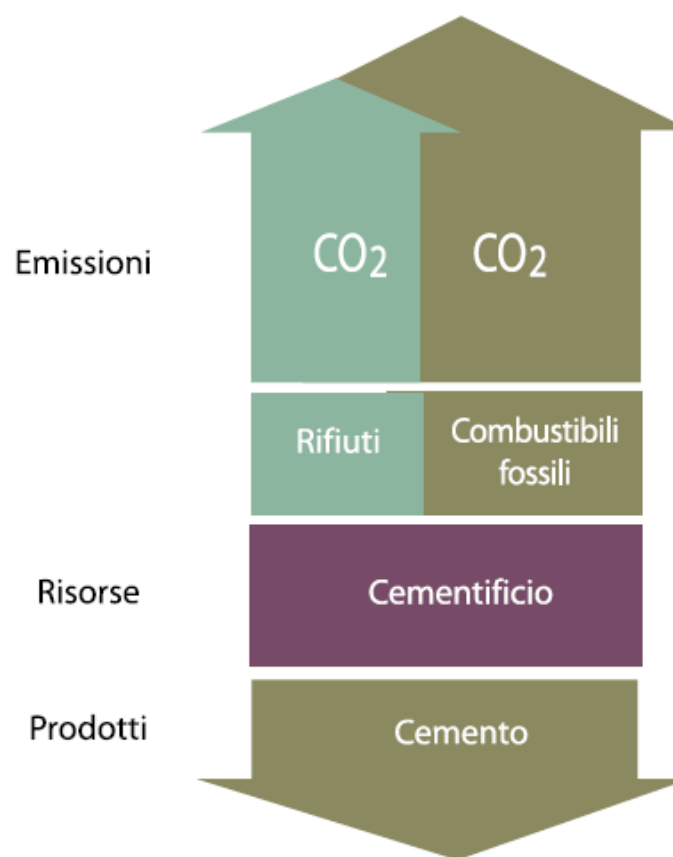 Emissioni
CO2
CO2
Rifiuti
Combustibili
fossili
Risorse
Cementificio
Prodotti
Cemento